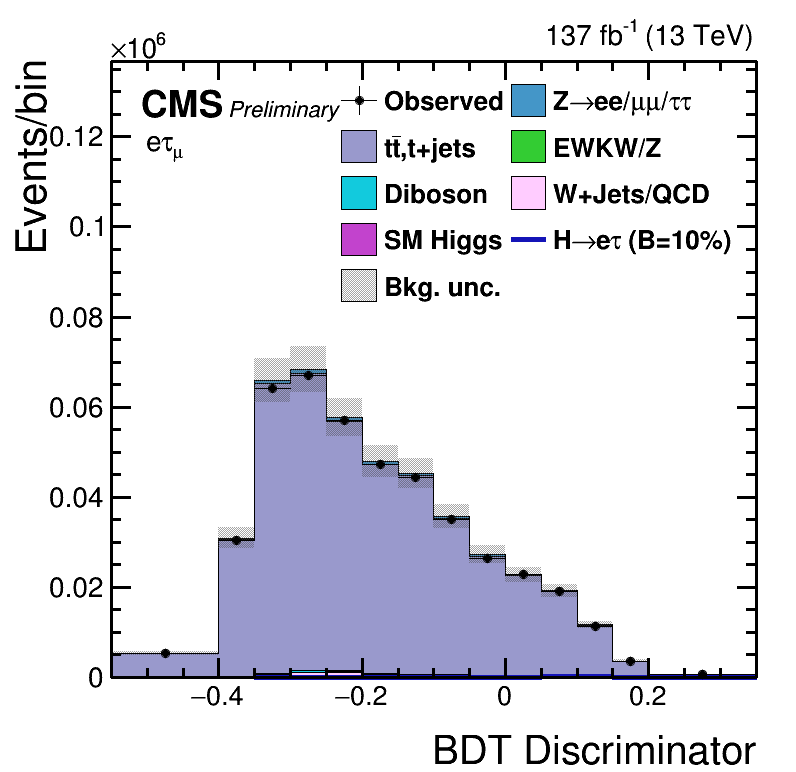 ×10⁶ 137 fb⁻¹ (13 TeV)
Events/bin
CMS Preliminary
eτμ
Observed Z→ee/μμ/ττ
tt̄,t+jets EWKW/Z
Diboson W+Jets/QCD
SM Higgs H→eτ (B=10%)
Bkg. unc.
0.12
0.1
0.08
0.06
0.04
0.02
0
−0.4 −0.2 0 0.2
BDT Discriminator